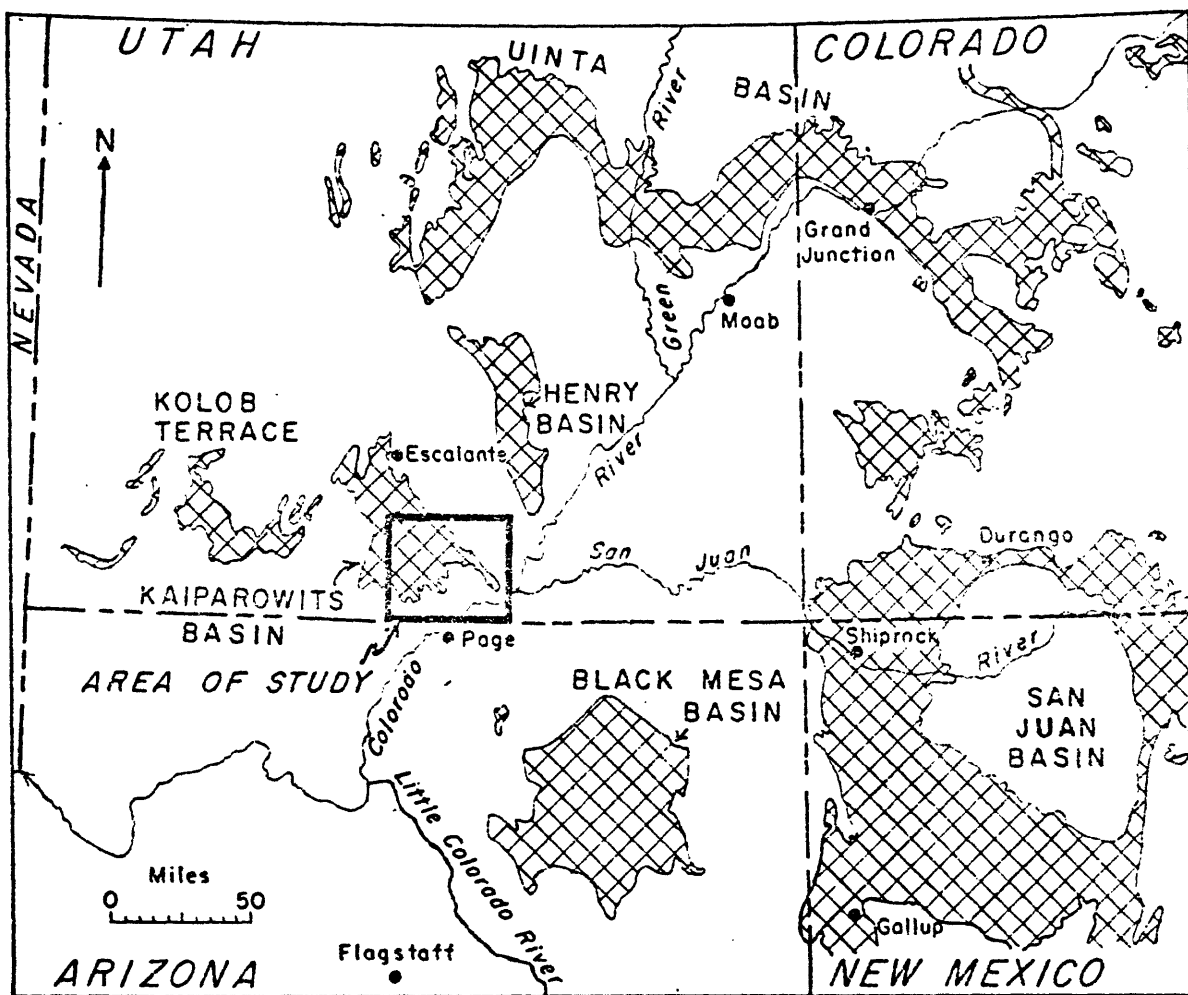 UTAH
UINTA
BASIN
COLORADO
River
N
NEVADA
Grand
Junction
Green
Moab
KOLOB
TERRACE
HENRY
BASIN
Escalante
River
San Juan
Durango
KAIPAROWITS
BASIN
Page
Shiprock
River
AREA OF STUDY
BLACK MESA
BASIN
SAN
JUAN
BASIN
Colorado
Little Colorado River
Miles
0 50
Gallup
Flagstaff
ARIZONA
NEW MEXICO